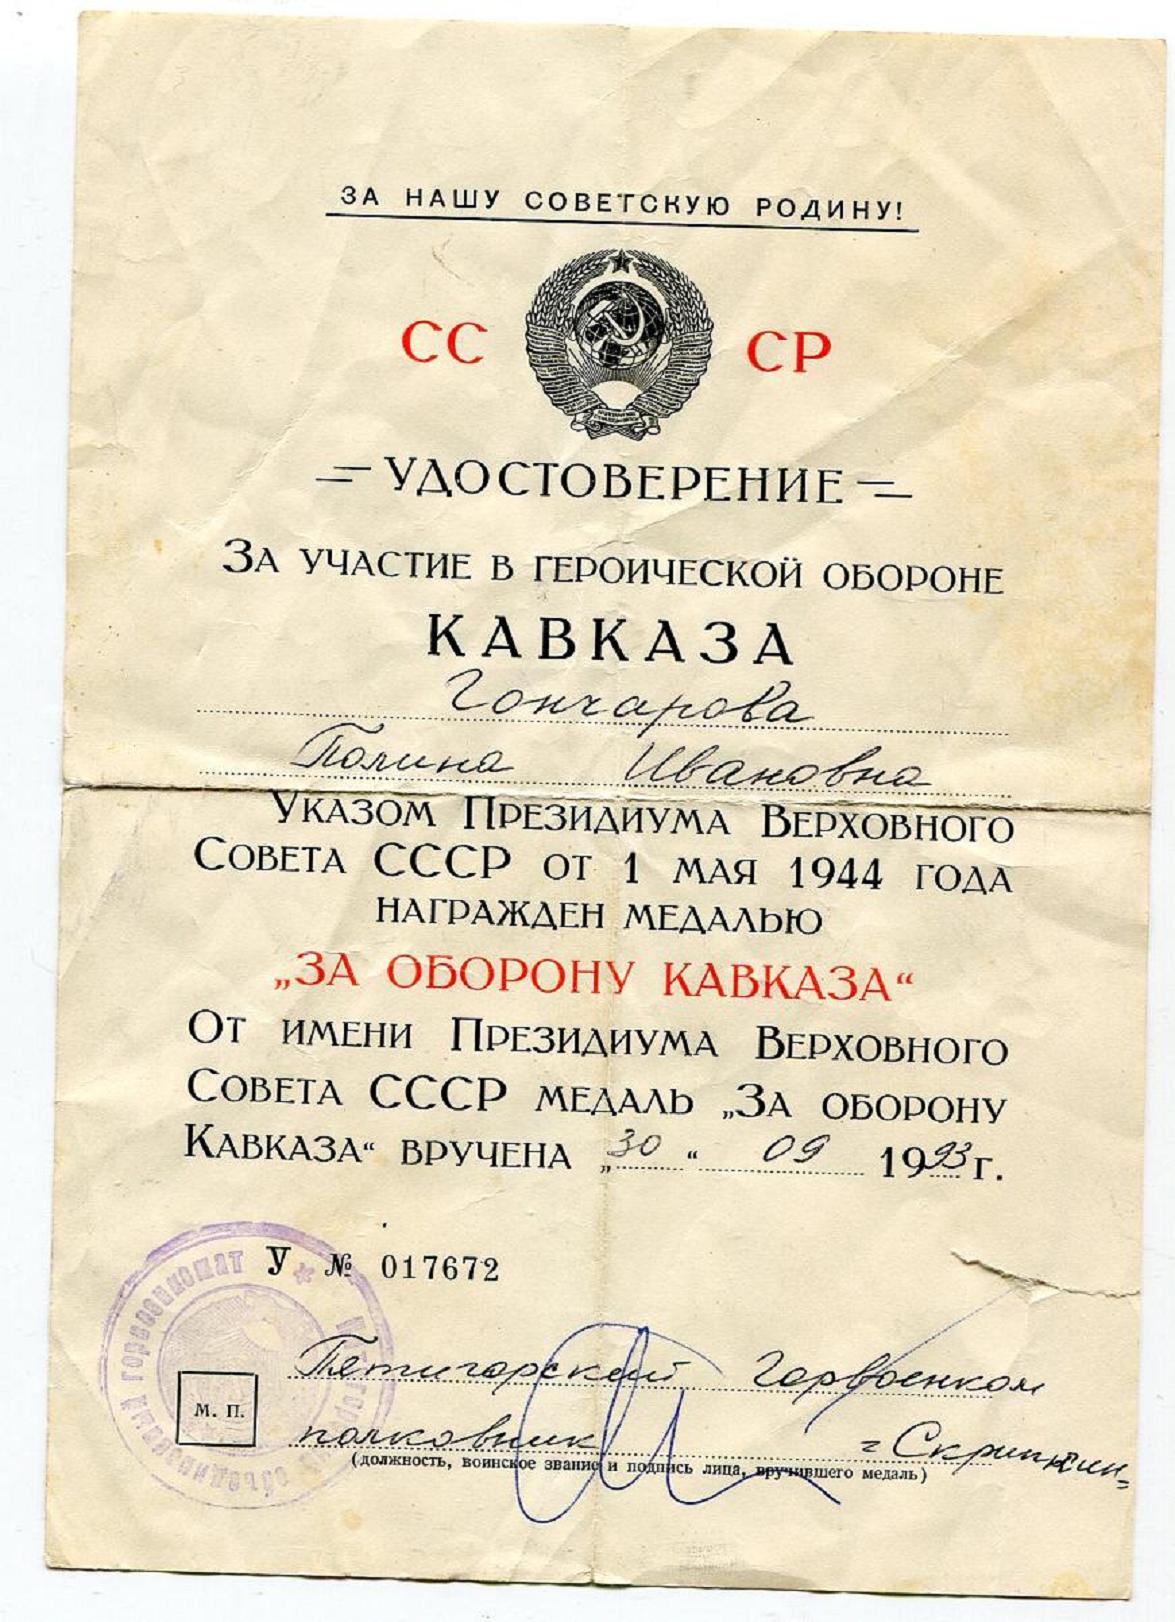 ЗА НАШУ СОВЕТСКУЮ РОДИНУ!
СС СР
УДОСТОВЕРЕНИЕ
ЗА УЧАСТИЕ В ГЕРОИЧЕСКОЙ ОБОРОНЕ
КАВКАЗА
Гончарова
Полина Ивановна
УКАЗОМ ПРЕЗИДИУМА ВЕРХОВНОГО
СОВЕТА СССР ОТ 1 МАЯ 1944 ГОДА
НАГРАЖДЕН МЕДАЛЬЮ
„ЗА ОБОРОНУ КАВКАЗА“
ОТ ИМЕНИ ПРЕЗИДИУМА ВЕРХОВНОГО
СОВЕТА СССР МЕДАЛЬ „ЗА ОБОРОНУ
КАВКАЗА“ ВРУЧЕНА „30“ 09 1993 г.
У № 017672
Пятигорский Горвоенком
М. П.
полковник = Скрипкин =
(должность, воинское звание и подпись лица, вручившего медаль)
горвоенкомат